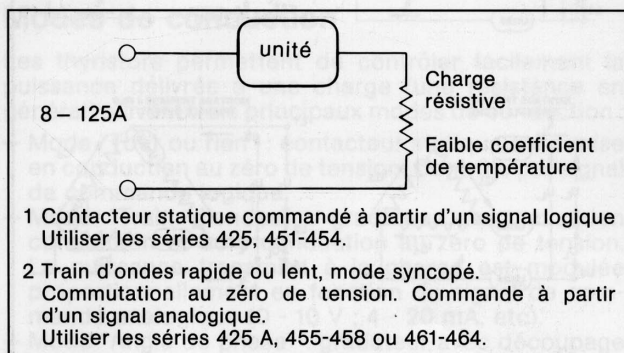 unité
8 – 125A
Charge
résistive
Faible coefficient
de température
1 Contacteur statique commandé à partir d'un signal logique
Utiliser les séries 425, 451-454.
2 Train d'ondes rapide ou lent, mode syncopé.
Commutation au zéro de tension. Commande à partir
d'un signal analogique.
Utiliser les séries 425 A, 455-458 ou 461-464.